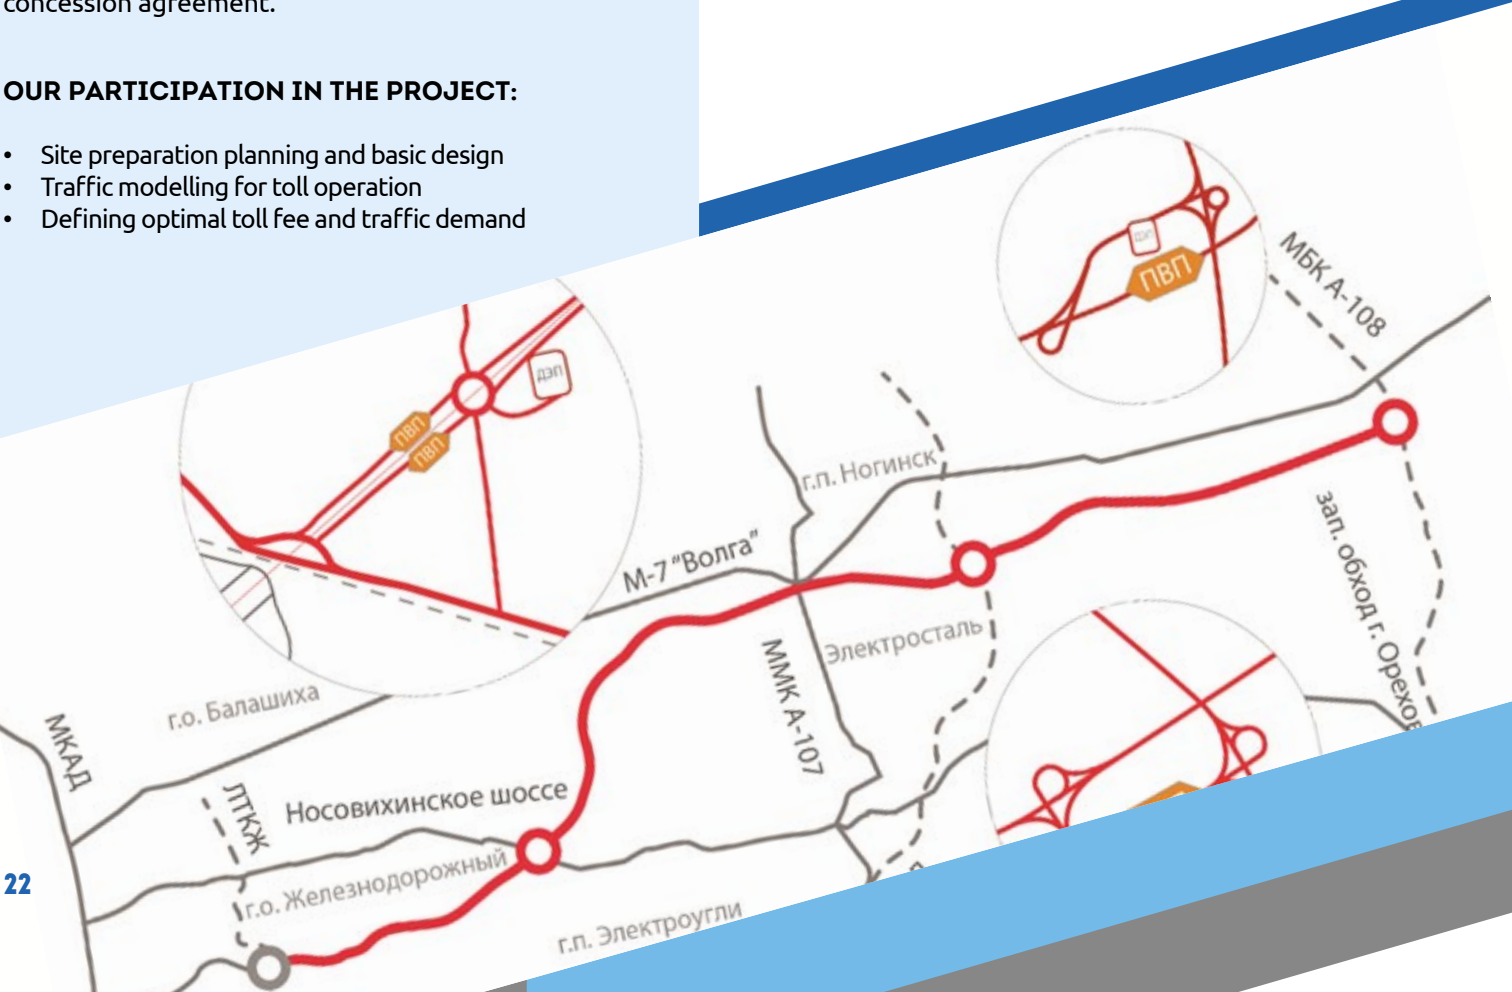 concession agreement.
OUR PARTICIPATION IN THE PROJECT:
• Site preparation planning and basic design
• Traffic modelling for toll operation
• Defining optimal toll fee and traffic demand
ДЭП
ПВП
МБК А-108
ДЭП
ПВП
ПВП
г.п. Ногинск
М-7 "Волга"
зап. обход г. Орехов
Электросталь
ММК А-107
г.о. Балашиха
МКАД
ЛТКЖ
Носовихинское шоссе
г.о. Железнодорожный
г.п. Электроугли
22